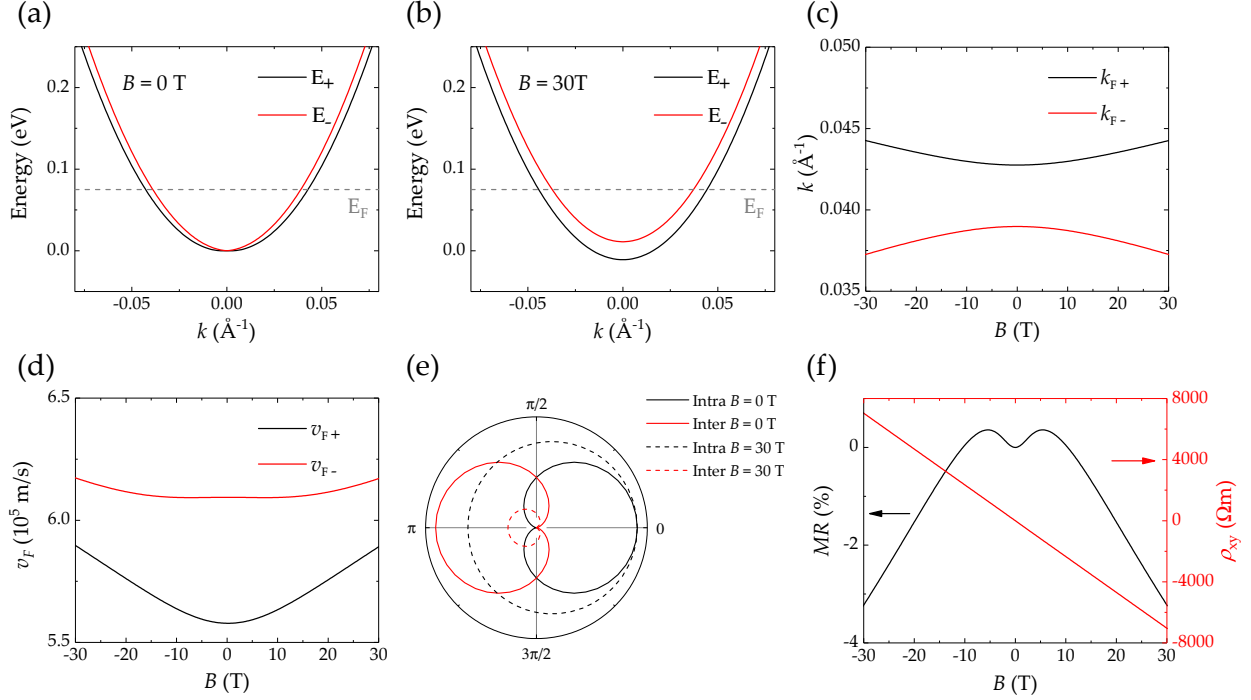 (a)
0.2
0.1
0.0
Energy (eV)
B = 0 T
E+
E-
EF
-0.05
0.00
0.05
k (Å-1)
(b)
0.2
0.1
0.0
Energy (eV)
B = 30T
E+
E-
EF
-0.05
0.00
0.05
k (Å-1)
(c)
0.050
0.045
0.040
0.035
k (Å-1)
kF+
kF-
-30 -20 -10 0 10 20 30
B (T)
(d)
6.5
6.0
5.5
vF (10^5 m/s)
vF+
vF-
-30 -20 -10 0 10 20 30
B (T)
(e)
π/2
π
0
3π/2
Intra B = 0 T
Inter B = 0 T
Intra B = 30 T
Inter B = 30 T
(f)
0
-2
-4
MR (%)
8000
4000
0
-4000
-8000
ρxy (Ωm)
-30 -20 -10 0 10 20 30
B (T)